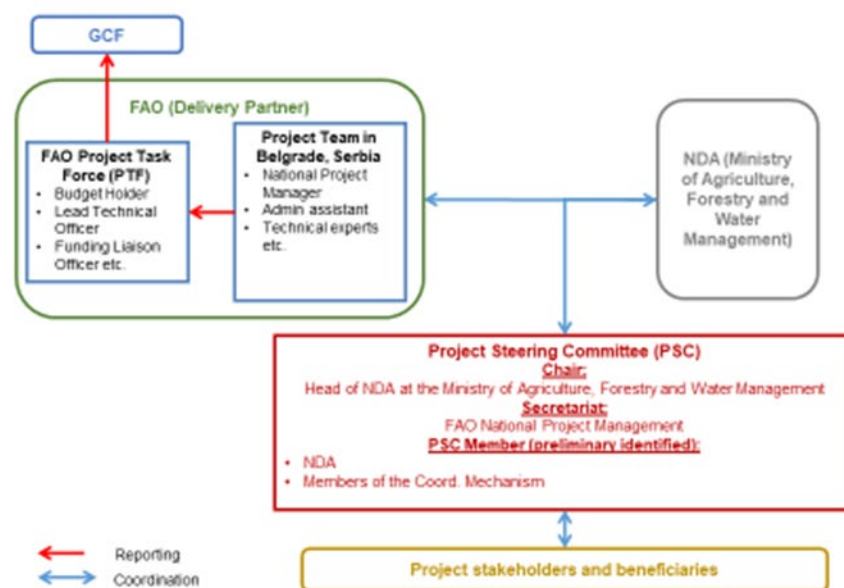 GCF
FAO (Delivery Partner)
FAO Project Task
Force (PTF)
• Budget Holder
• Lead Technical
Officer
• Funding Liaison
Officer etc.
Project Team in
Belgrade, Serbia
• National Project
Manager
• Admin assistant
• Technical experts
etc.
NDA (Ministry
of Agriculture,
Forestry and
Water
Management)
Project Steering Committee (PSC)
Chair:
Head of NDA at the Ministry of Agriculture, Forestry and Water Management
Secretariat:
FAO National Project Management
PSC Member (preliminary identified):
• NDA
• Members of the Coord. Mechanism
Project stakeholders and beneficiaries
Reporting
Coordination